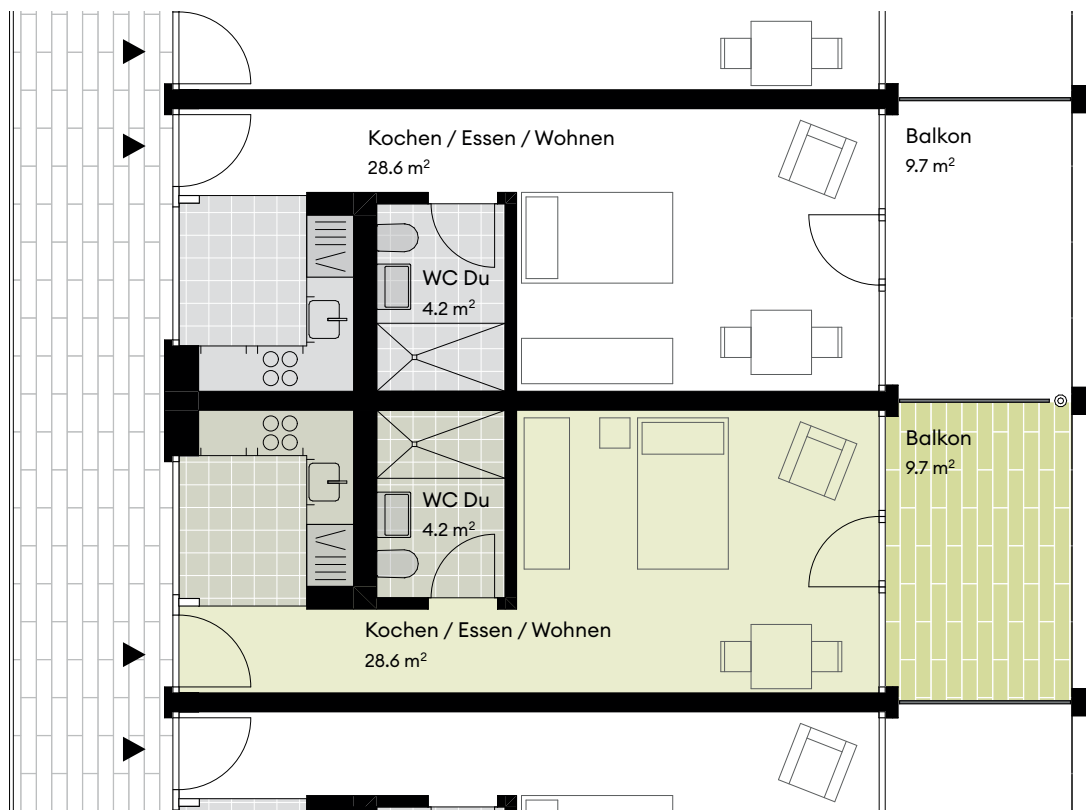 Kochen / Essen / Wohnen
28.6 m²
Balkon
9.7 m²
WC Du
4.2 m²
Balkon
9.7 m²
WC Du
4.2 m²
Kochen / Essen / Wohnen
28.6 m²